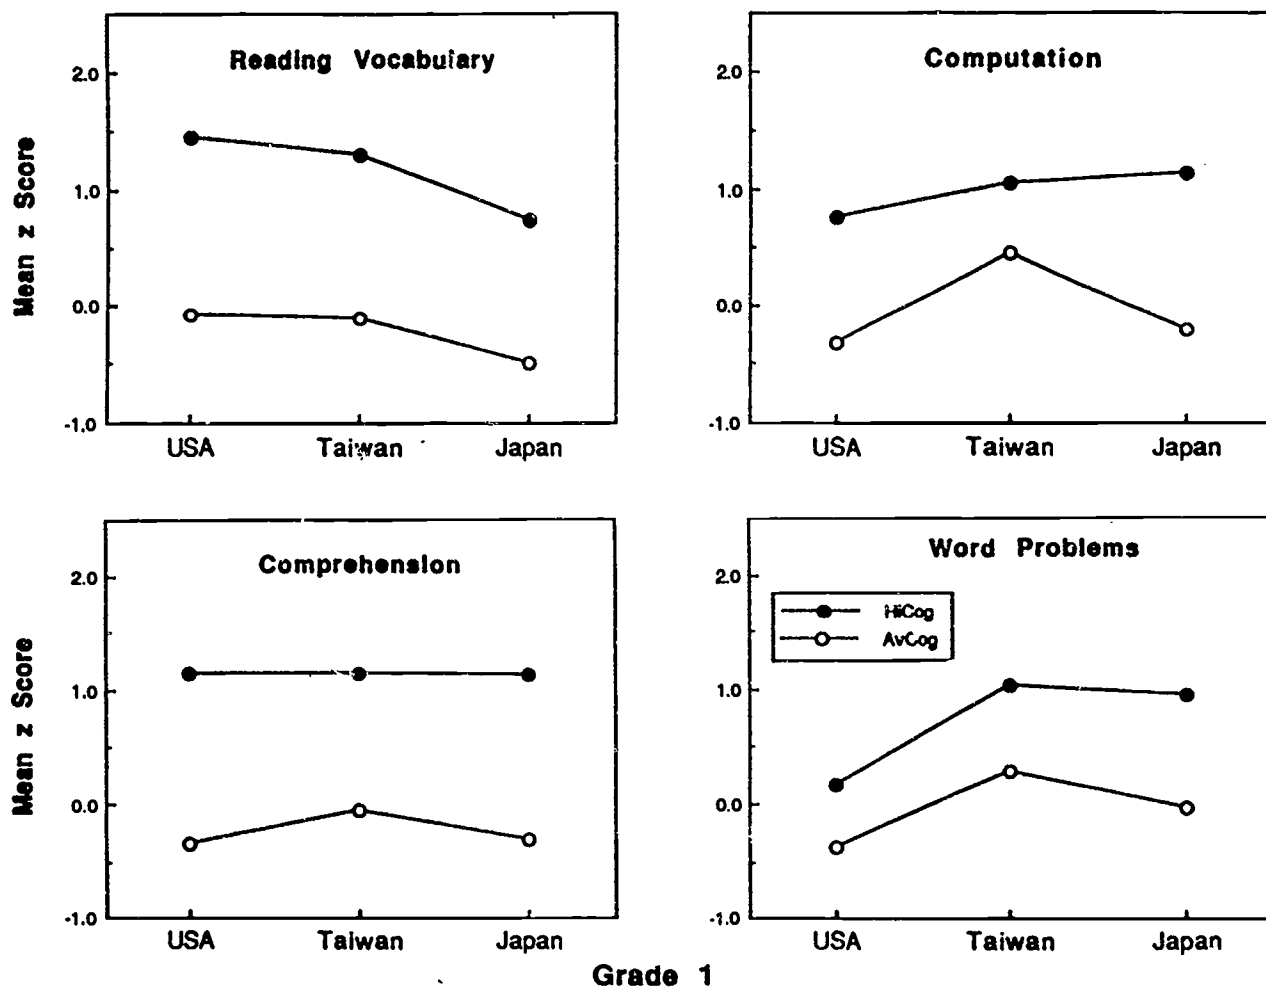 Reading Vocabulary
2.0
1.0
0.0
-1.0
Mean z Score
USA Taiwan Japan
Computation
2.0
1.0
0.0
-1.0
USA Taiwan Japan
Comprehension
2.0
1.0
0.0
-1.0
Mean z Score
USA Taiwan Japan
Word Problems
2.0
HiCog
AvCog
1.0
0.0
-1.0
USA Taiwan Japan
Grade 1